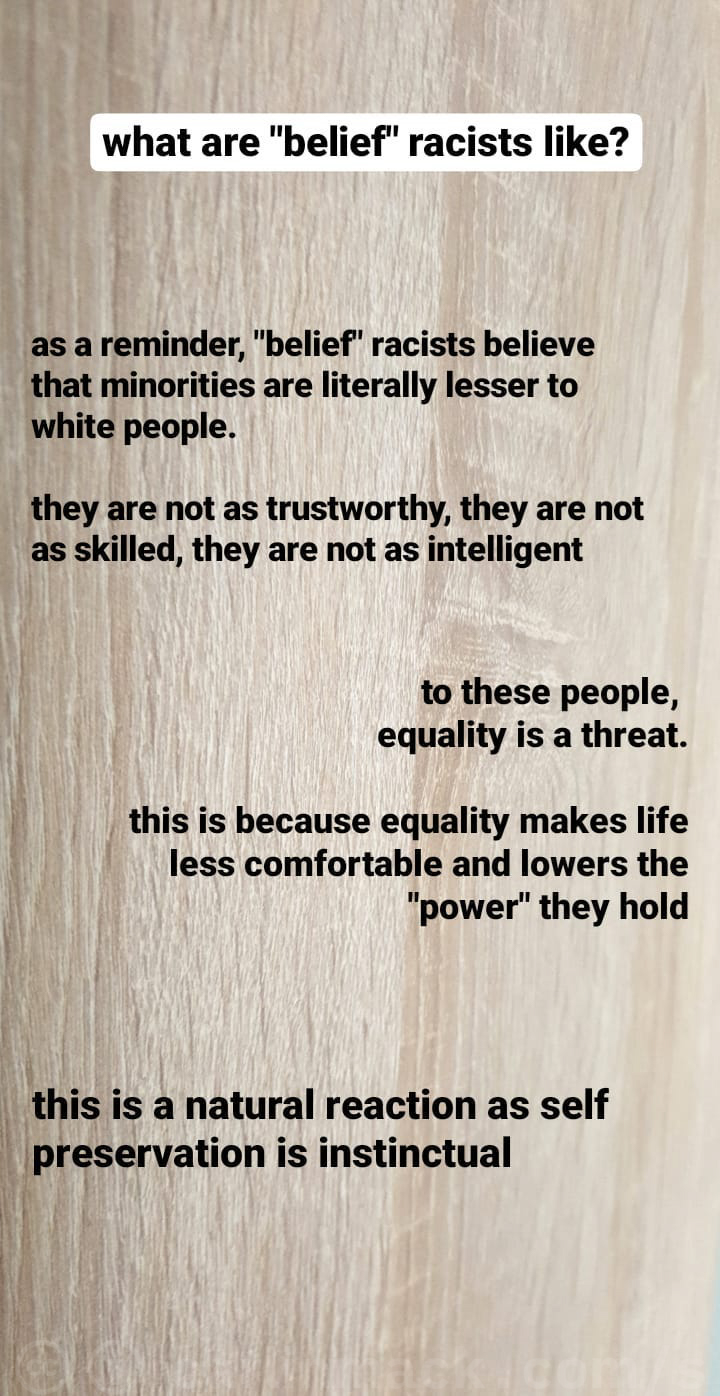 what are "belief" racists like?
as a reminder, "belief" racists believe
that minorities are literally lesser to
white people.
they are not as trustworthy, they are not
as skilled, they are not as intelligent
to these people,
equality is a threat.
this is because equality makes life
less comfortable and lowers the
"power" they hold
this is a natural reaction as self
preservation is instinctual